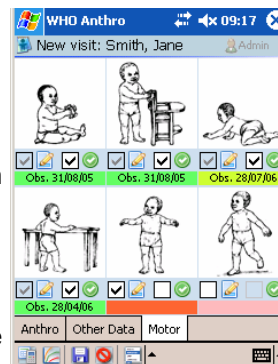 WHO Anthro 09:17
New visit: Smith, Jane Admin
Obs. 31/08/05 Obs. 31/08/05 Obs. 28/07/06
Obs. 28/04/06
Anthro Other Data Motor